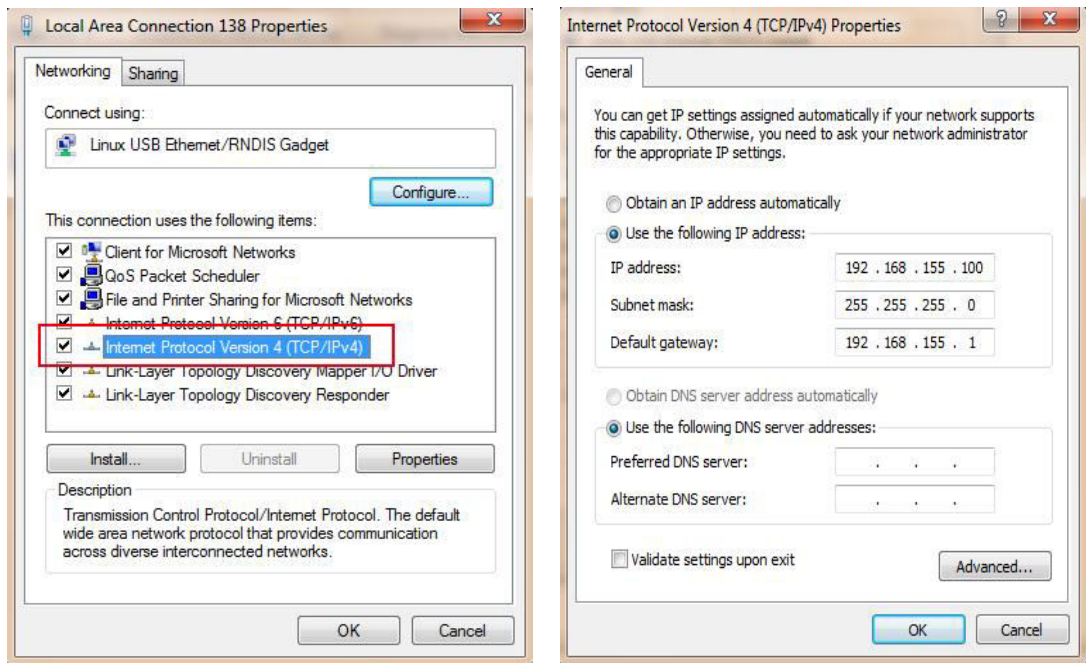 Local Area Connection 138 Properties
Networking
Sharing
Connect using:
Linux USB Ethernet/RNDIS Gadget
Configure...
This connection uses the following items:
Client for Microsoft Networks
QoS Packet Scheduler
File and Printer Sharing for Microsoft Networks
Internet Protocol Version 6 (TCP/IPv6)
Internet Protocol Version 4 (TCP/IPv4)
Link-Layer Topology Discovery Mapper I/O Driver
Link-Layer Topology Discovery Responder
Install...
Uninstall
Properties
Description
Transmission Control Protocol/Internet Protocol. The default
wide area network protocol that provides communication
across diverse interconnected networks.
OK
Cancel
Internet Protocol Version 4 (TCP/IPv4) Properties
General
You can get IP settings assigned automatically if your network supports
this capability. Otherwise, you need to ask your network administrator
for the appropriate IP settings.
Obtain an IP address automatically
Use the following IP address:
IP address: 192 . 168 . 155 . 100
Subnet mask: 255 . 255 . 255 . 0
Default gateway: 192 . 168 . 155 . 1
Obtain DNS server address automatically
Use the following DNS server addresses:
Preferred DNS server: . . .
Alternate DNS server: . . .
Validate settings upon exit
Advanced...
OK
Cancel